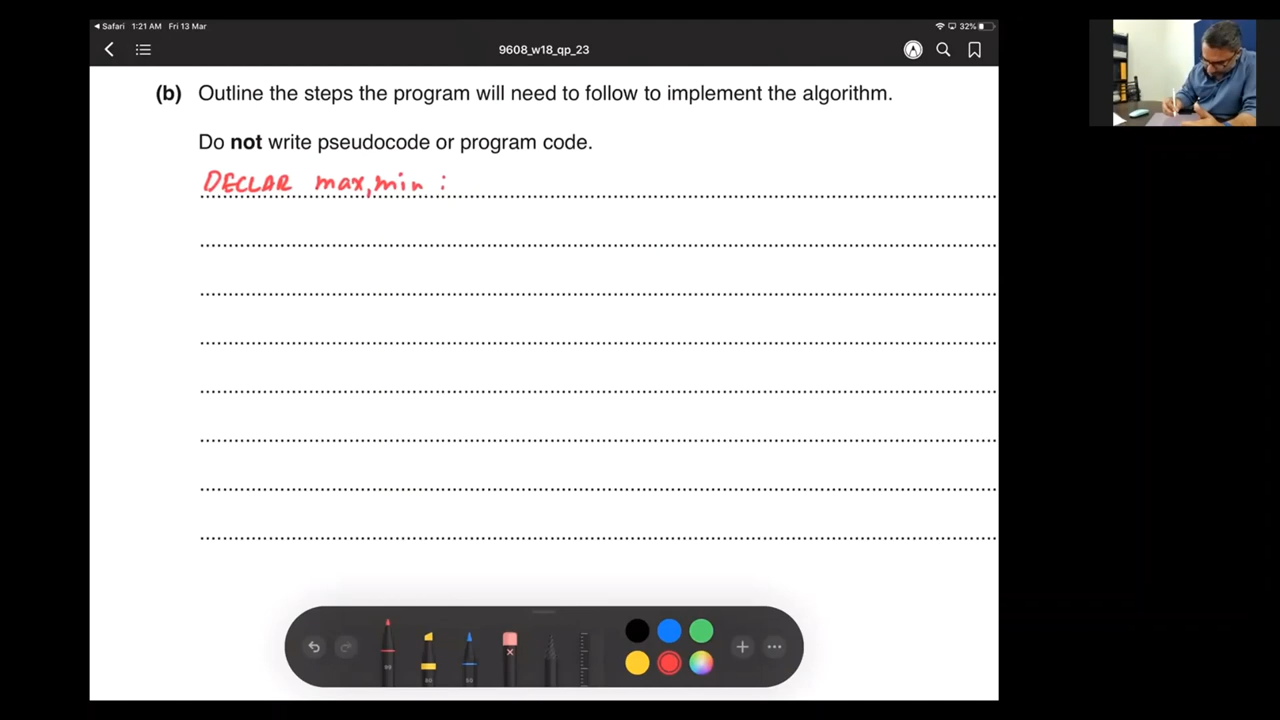 Safari 1:21 AM Fri 13 Mar 32%
9608_w18_qp_23
(b) Outline the steps the program will need to follow to implement the algorithm.
Do not write pseudocode or program code.
DECLAR max, min :